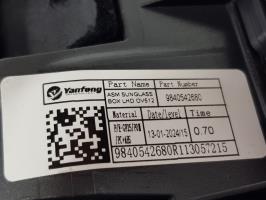 Yanfeng
Part Name Part Number
ASM SUNGLASS
BOX LHD OV512 9840542680
Material Date/level Time
13-01-2024/15 0.70
9840542680R113057215